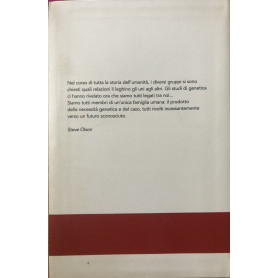 Nel corso di tutta la storia dell'umanità, i diversi gruppi si sono
chiesti quali relazioni li leghino gli uni agli altri. Gli studi di genetica
ci hanno rivelato ora che siamo tutti legati tra noi...
Siamo tutti membri di un'unica famiglia umana: il prodotto
della necessità genetica e del caso, tutti rivolti incessantemente
verso un futuro sconosciuto.
Steve Olson